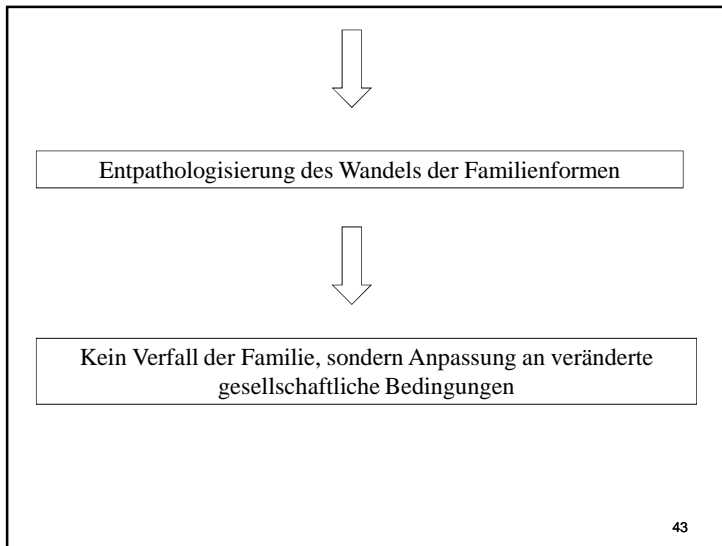 Entpathologisierung des Wandels der Familienformen
Kein Verfall der Familie, sondern Anpassung an veränderte
gesellschaftliche Bedingungen
43